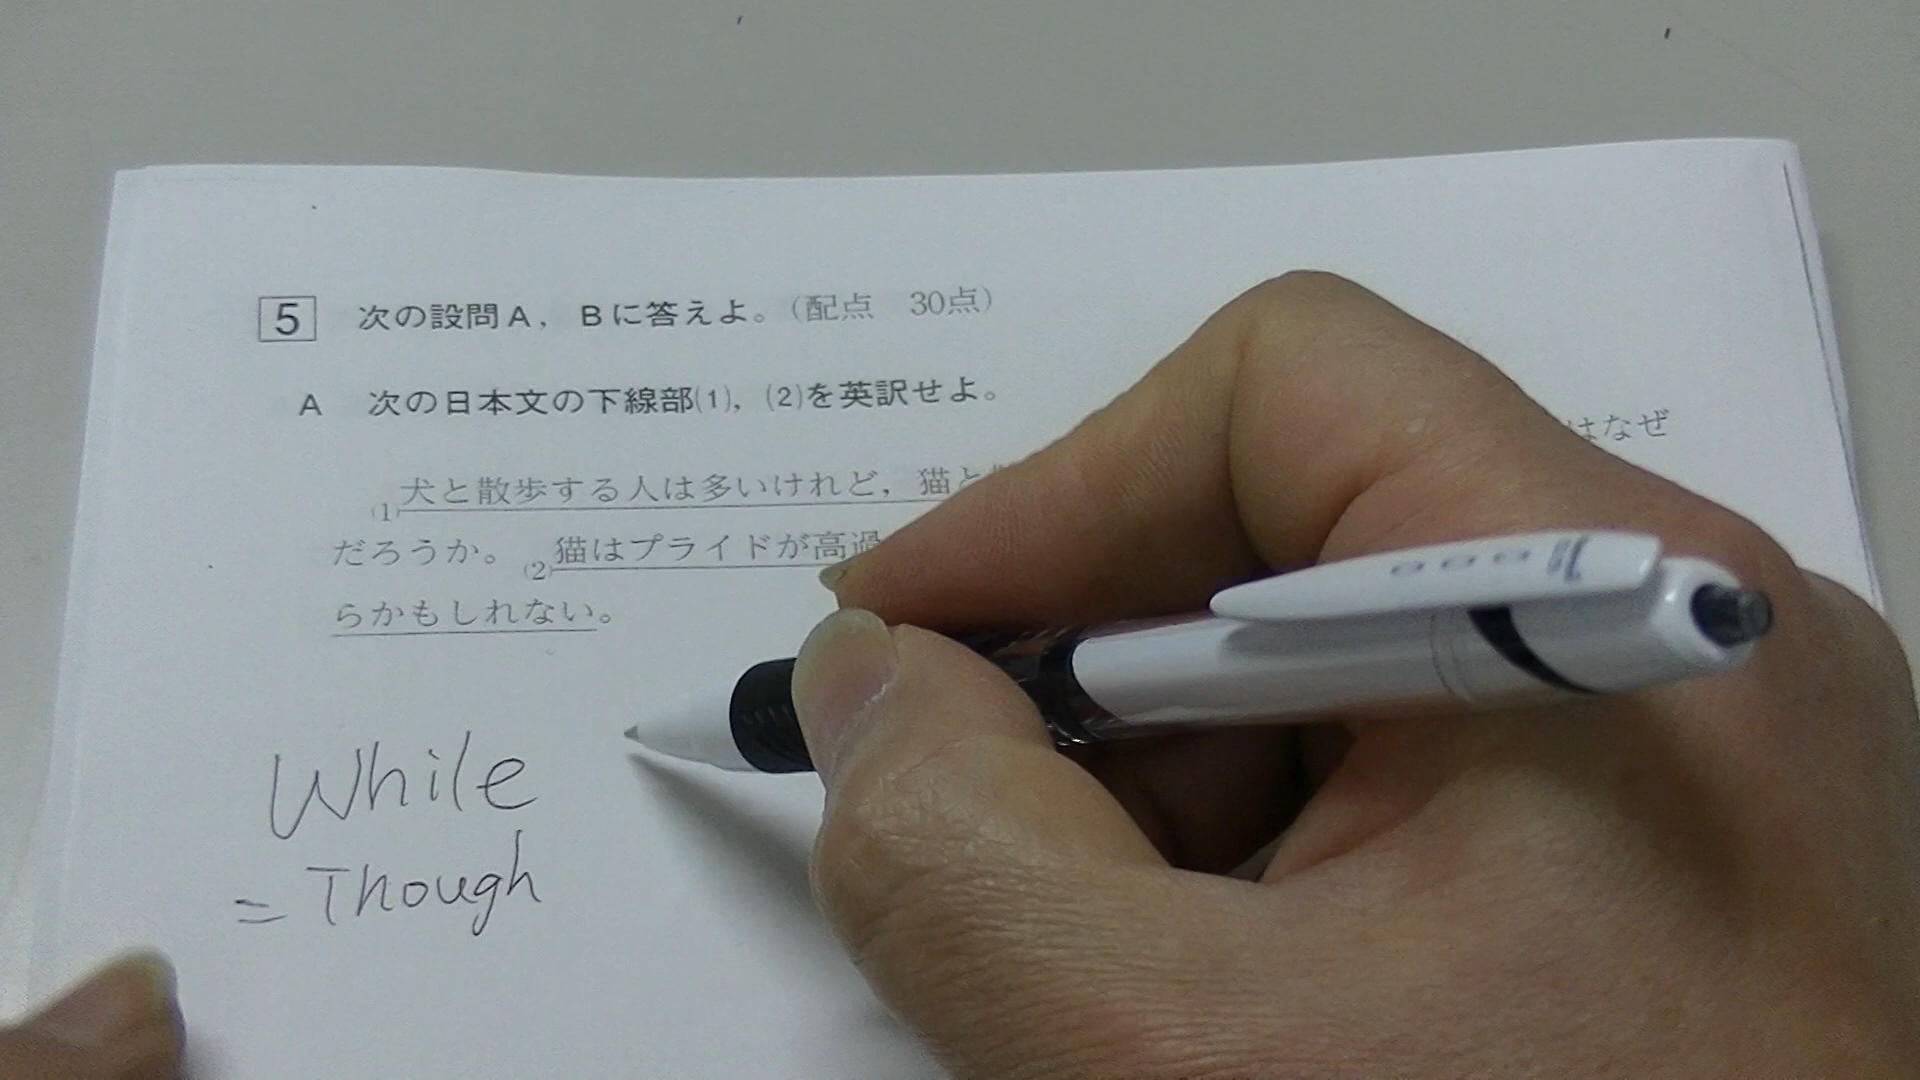 5 次の設問A, Bに答えよ。(配点 30点)
A 次の日本文の下線部(1), (2)を英訳せよ。
(1)犬と散歩する人は多いけれど, 猫と はなぜ
だろうか。(2)猫はプライドが高過
らかもしれない。
While
= Though